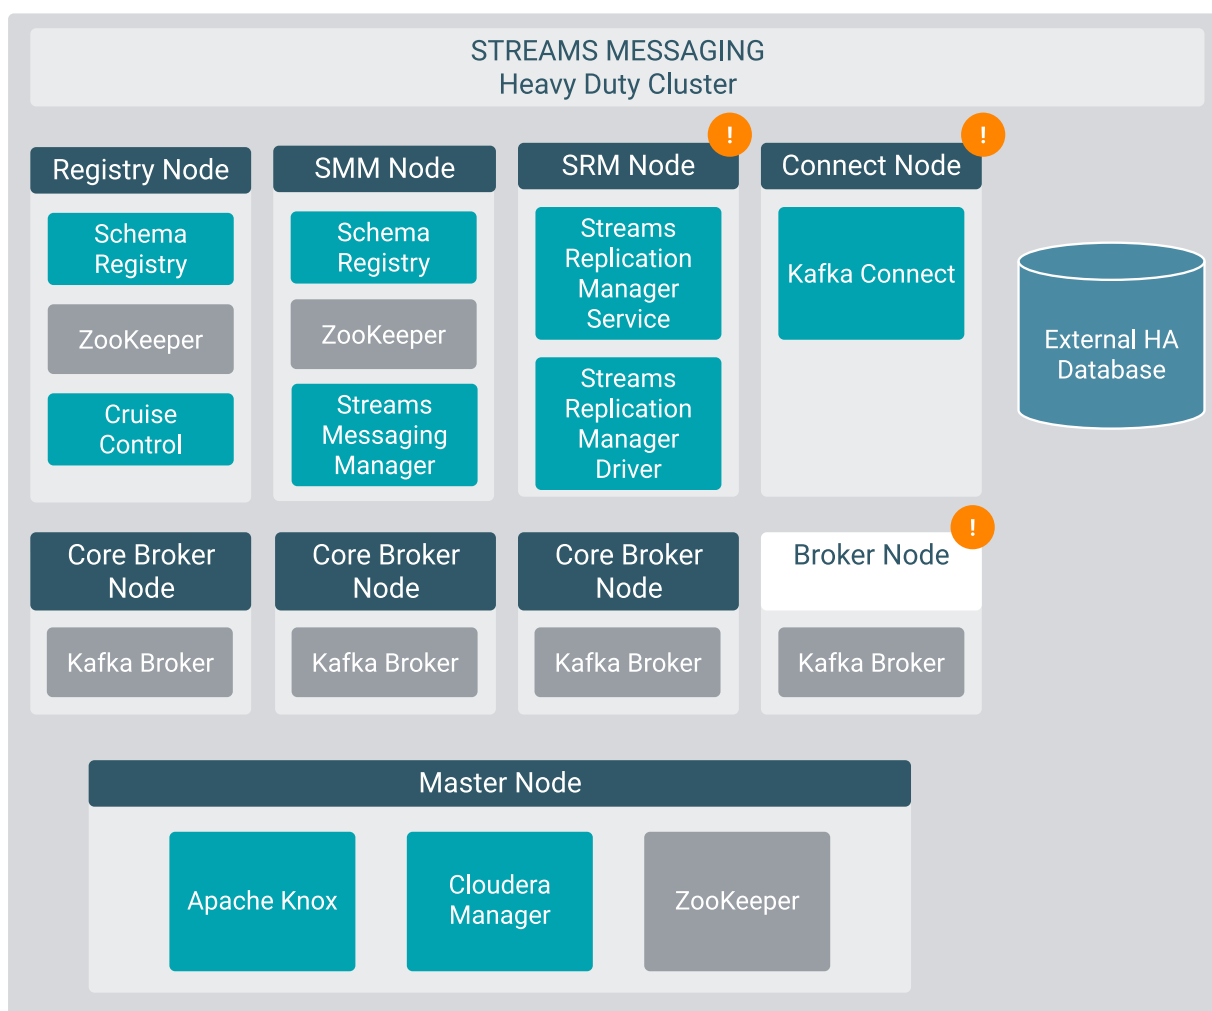 STREAMS MESSAGING
Heavy Duty Cluster
!
!
Registry Node
SMM Node
SRM Node
Connect Node
Schema
Registry
ZooKeeper
Cruise
Control
Schema
Registry
ZooKeeper
Streams
Messaging
Manager
Streams
Replication
Manager
Service
Streams
Replication
Manager
Driver
Kafka Connect
External HA
Database
!
Core Broker
Node
Kafka Broker
Core Broker
Node
Kafka Broker
Core Broker
Node
Kafka Broker
Broker Node
Kafka Broker
Master Node
Apache Knox
Cloudera
Manager
ZooKeeper